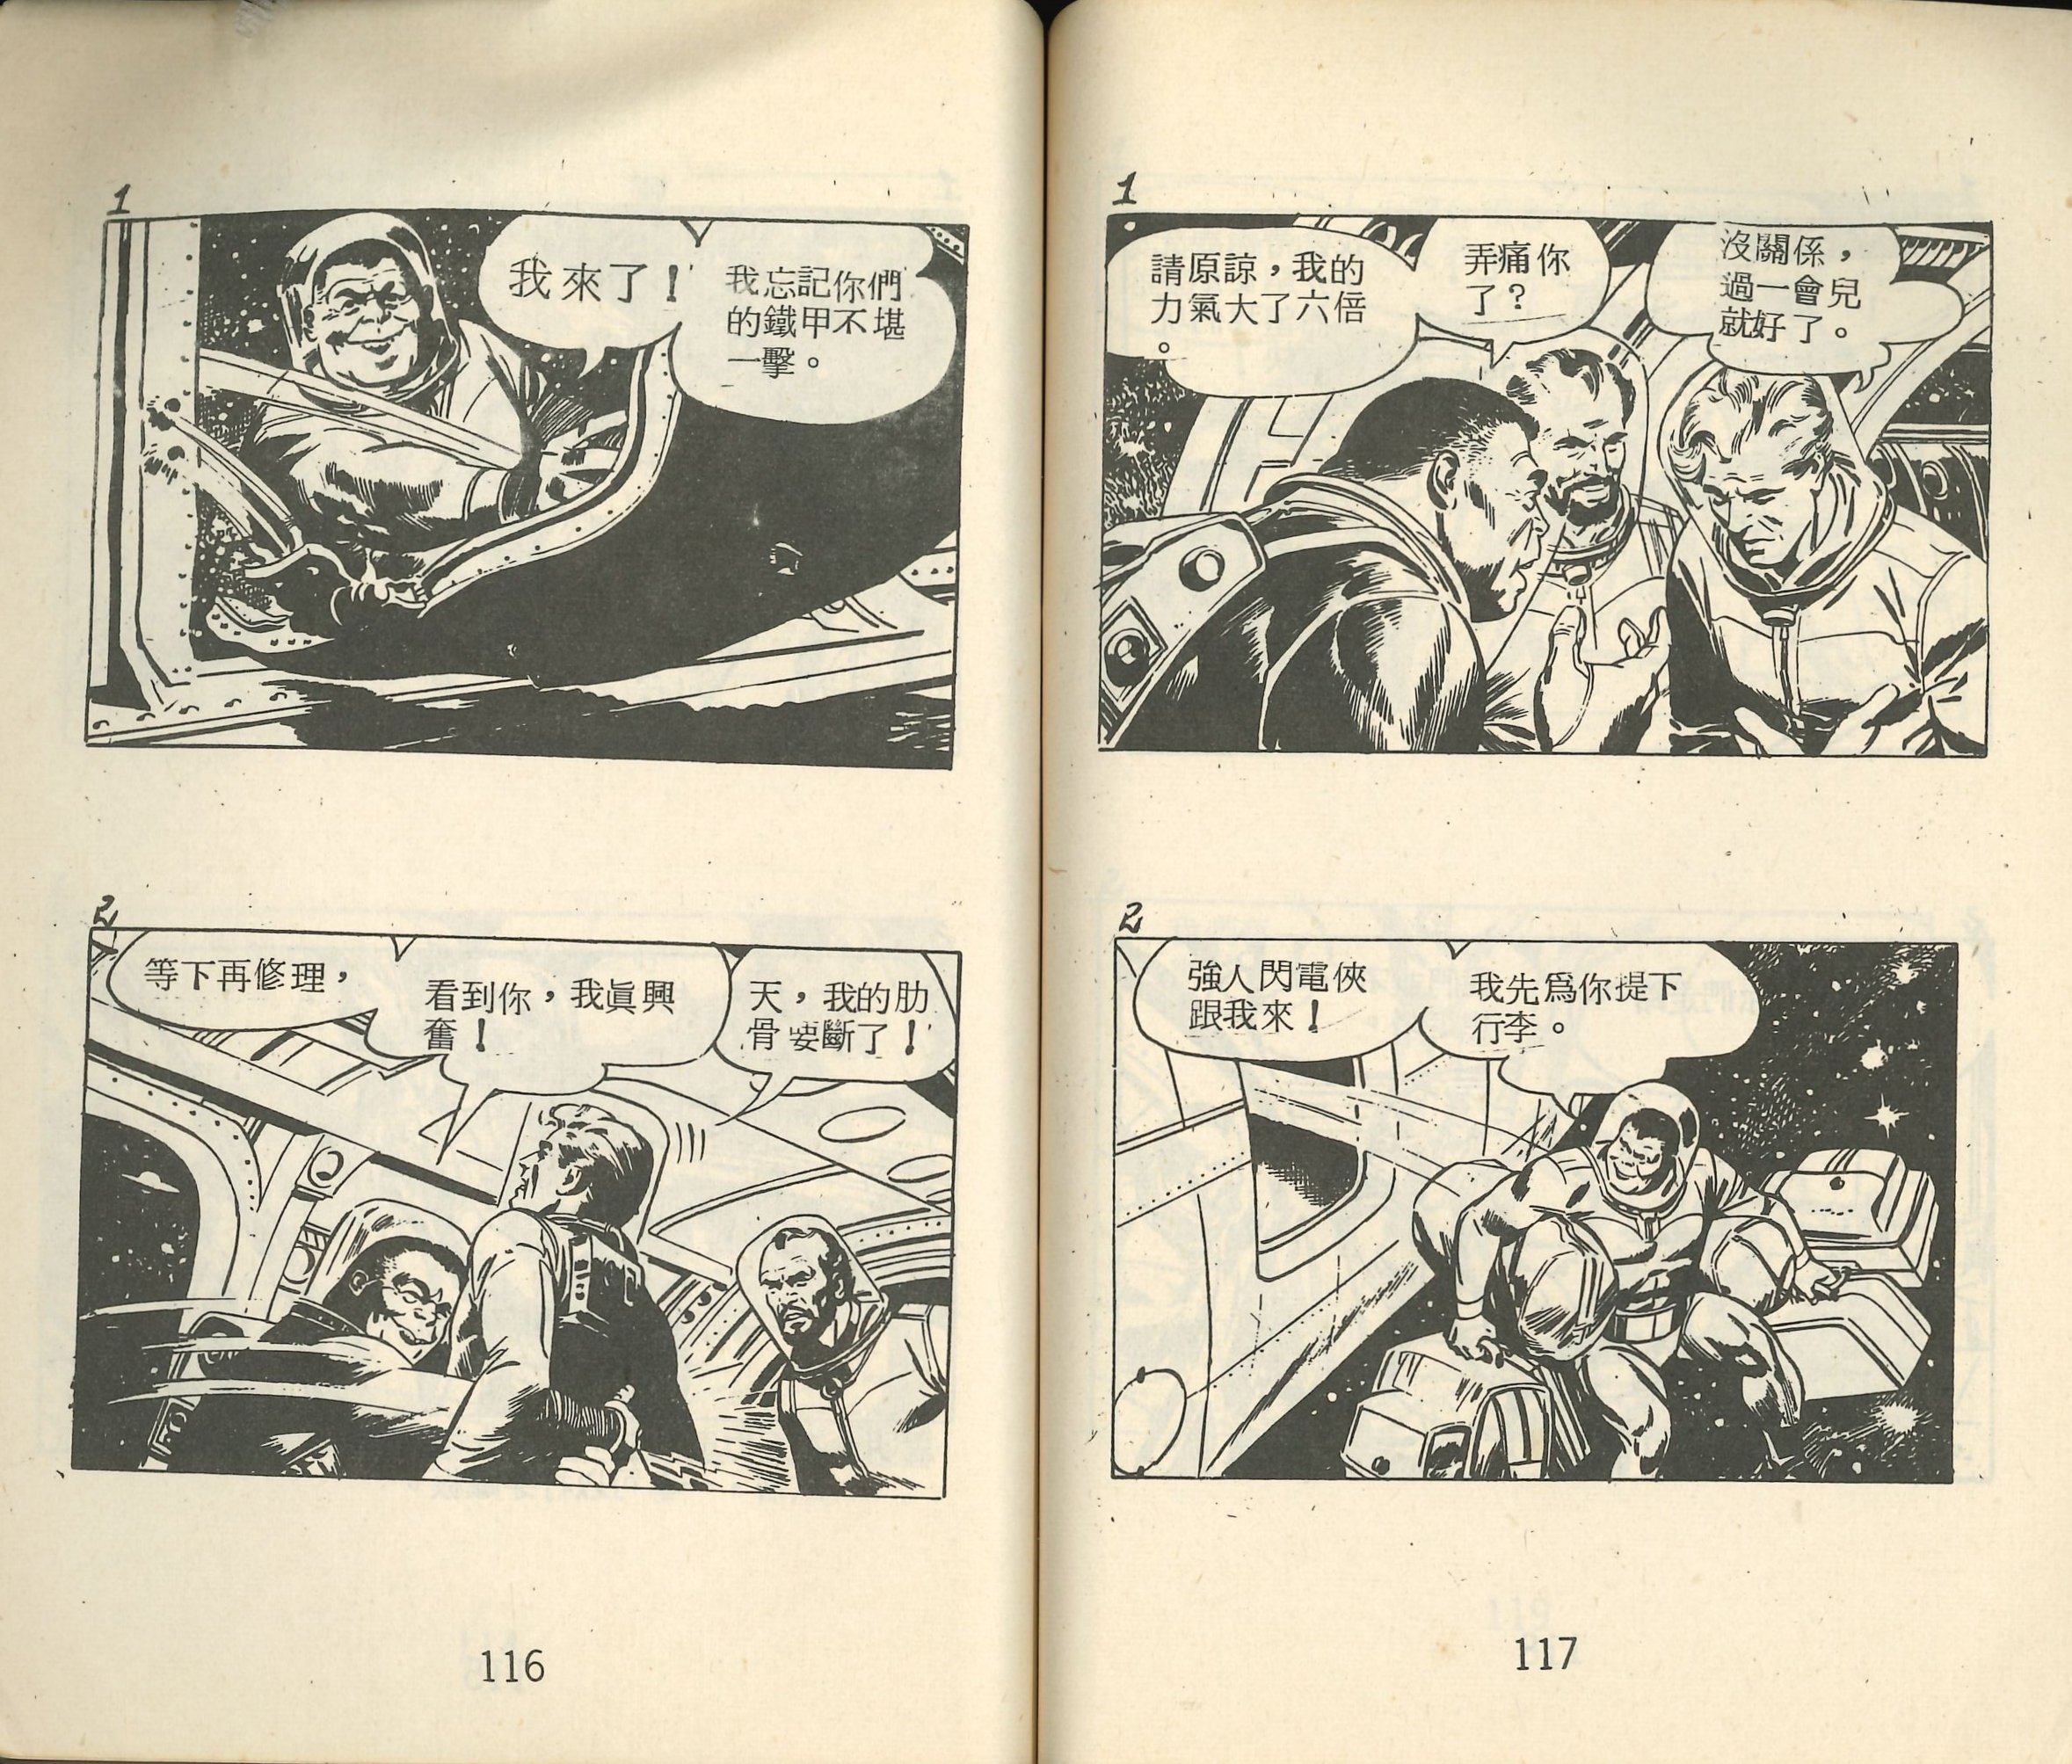 1
我來了!
我忘記你們
的鐵甲不堪
一擊。
2
等下再修理,
看到你,我眞興
奮!
天,我的肋
骨要斷了!
116
1
請原諒,我的
力氣大了六倍
。
弄痛你
了?
沒關係,
過一會兒
就好了。
2
強人閃電俠
跟我來!
我先爲你提下
行李。
117